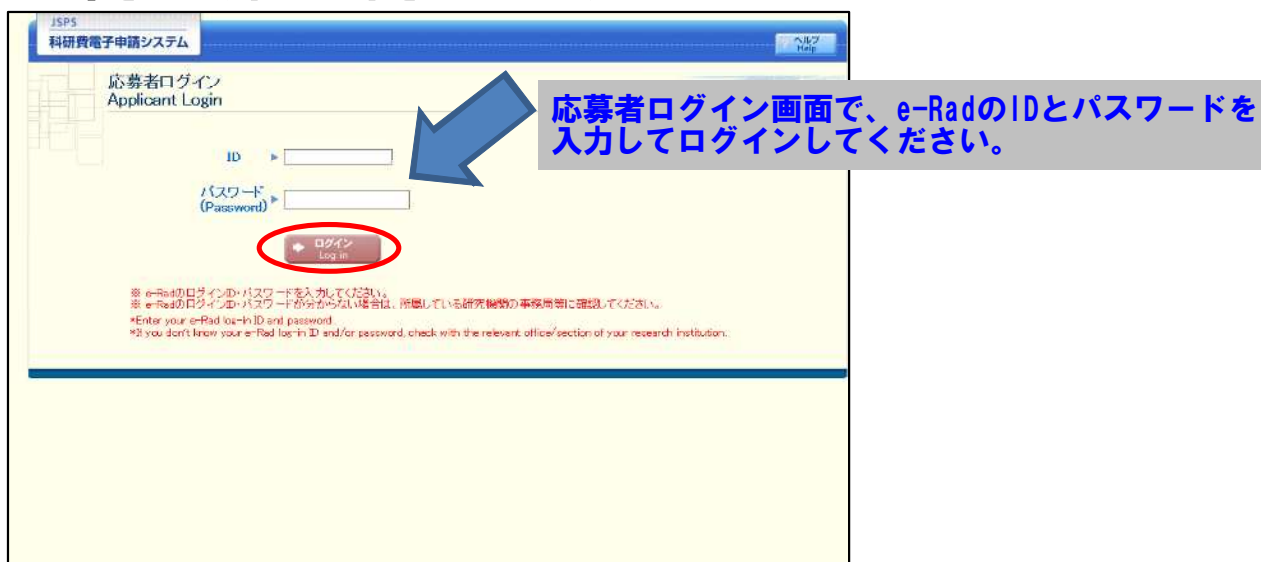 JSPS
科研費電子申請システム
ヘルプ
Help
応募者ログイン
Applicant Login
応募者ログイン画面で、e-RadのIDとパスワードを
入力してログインしてください。
ID
パスワード
(Password)
ログイン
Log in
※ e-RadのログインID・パスワードを入力してください。
※ e-RadのログインID・パスワードが分からない場合は、所属している研究機関の事務局等に確認してください。
*Enter your e-Rad log-in ID and password
*If you don't know your e-Rad log-in ID and/or password, check with the relevant office/section of your research institution.